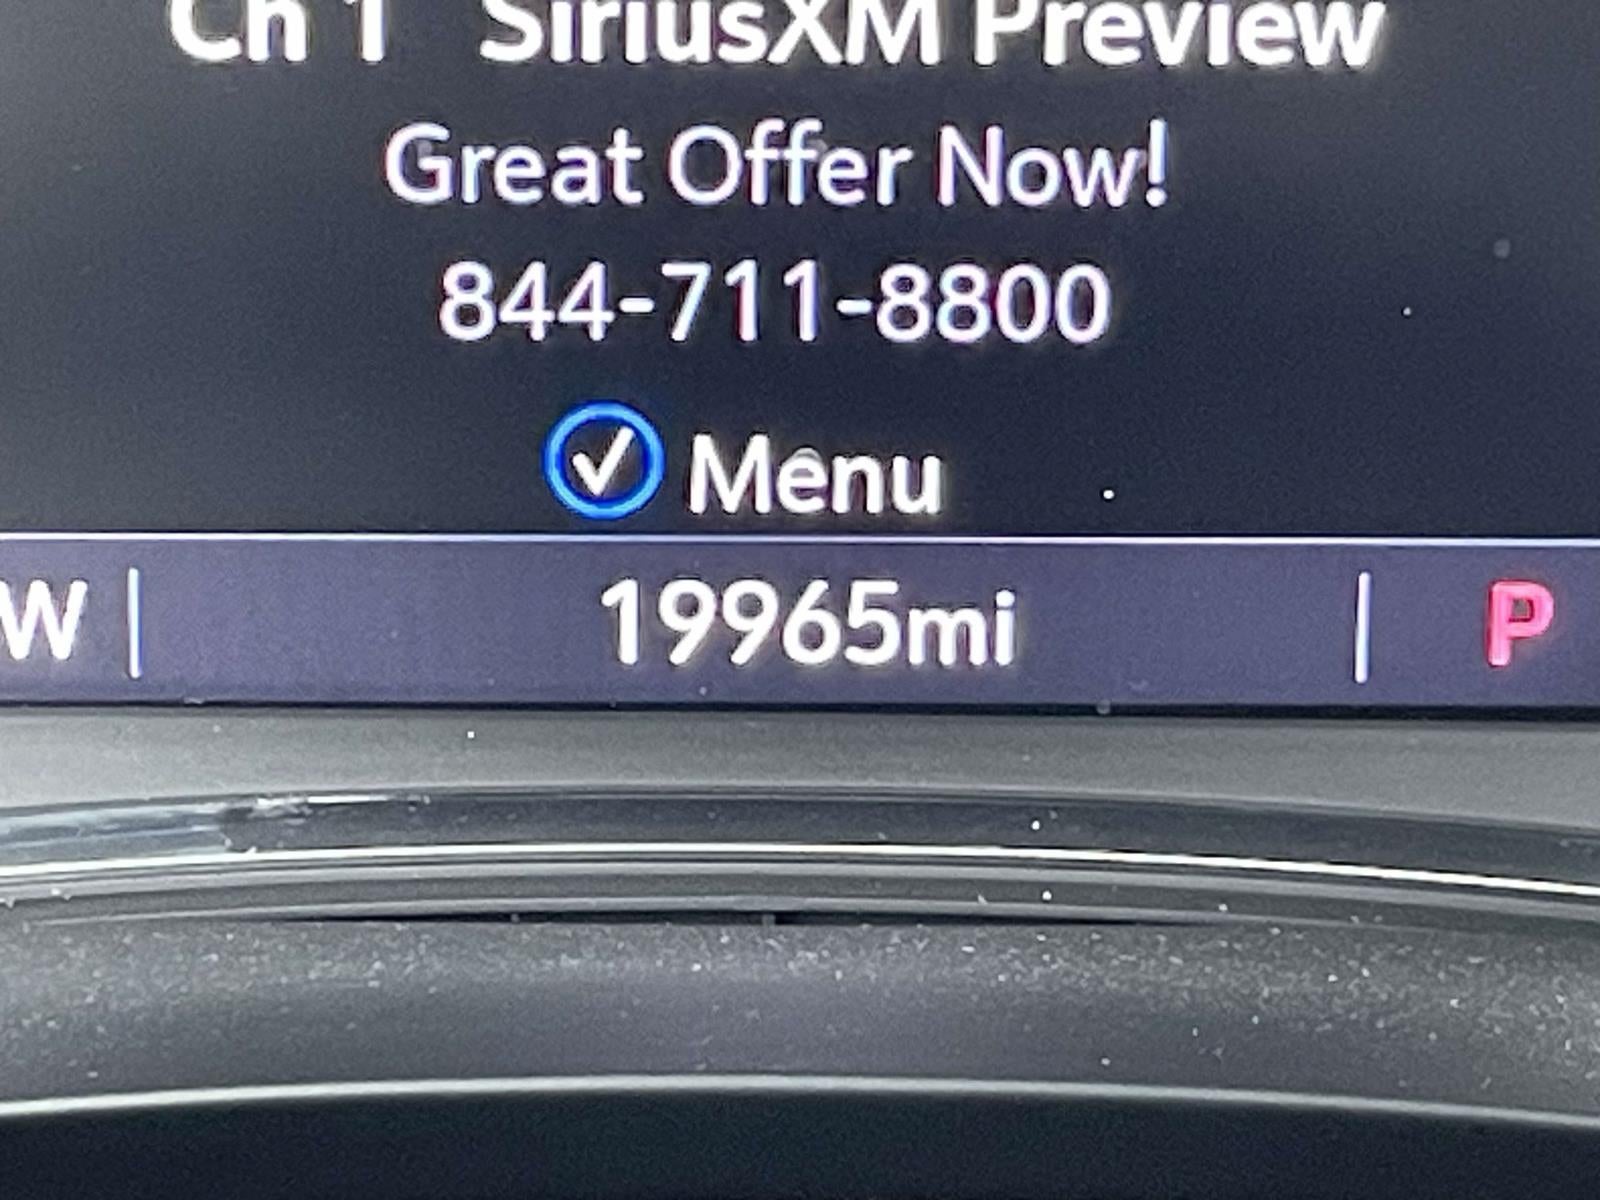 Ch 1 SiriusXM Preview
Great Offer Now!
844-711-8800
Menu
W 19965mi P